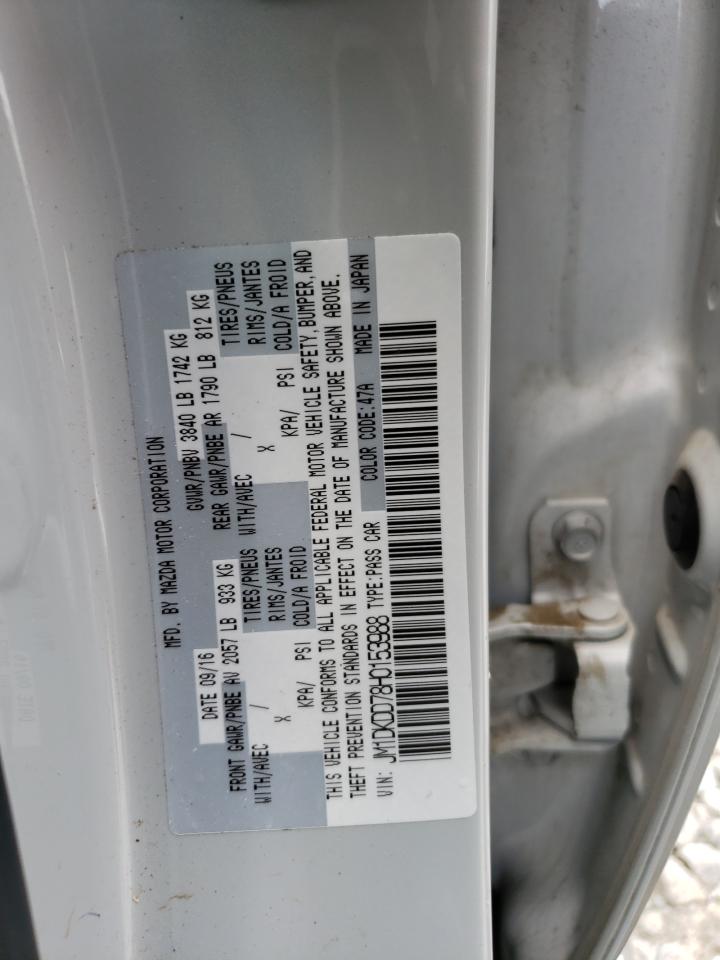 MFD. BY MAZDA MOTOR CORPORATION
DATE 09/16 GVWR/PNBV 3840 LB 1742 KG
FRONT GAWR/PNBE AV 2057 LB 933 KG REAR GAWR/PNBE AR 1790 LB 812 KG
WITH/AVEC / TIRES/PNEUS WITH/AVEC / TIRES/PNEUS
X RIMS/JANTES X RIMS/JANTES
KPA/ PSI COLD/A FROID KPA/ PSI COLD/A FROID
THIS VEHICLE CONFORMS TO ALL APPLICABLE FEDERAL MOTOR VEHICLE SAFETY, BUMPER, AND
THEFT PREVENTION STANDARDS IN EFFECT ON THE DATE OF MANUFACTURE SHOWN ABOVE.
COLOR CODE:47A MADE IN JAPAN
VIN: JM1DKDD78H0153988 TYPE:PASS CAR